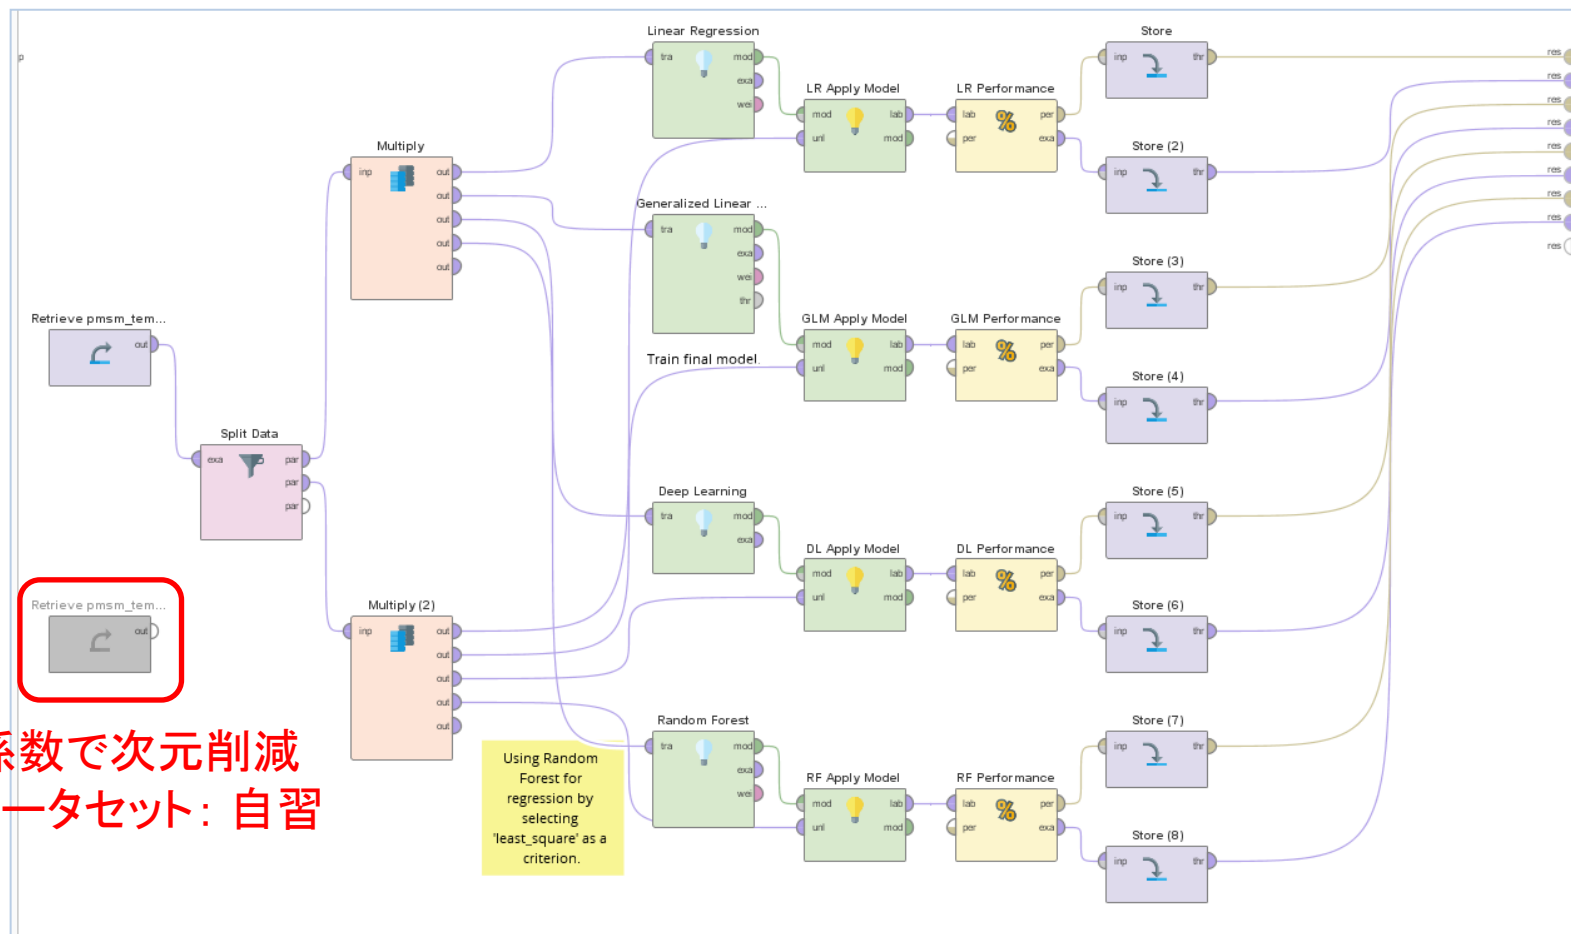 p
Retrieve pmsm_tem...
out
Split Data
exa
par
par
par
Retrieve pmsm_tem...
out
系数で次元削減
ータセット: 自習
Multiply
inp
out
out
out
out
out
Multiply (2)
inp
out
out
out
out
out
Using Random
Forest for
regression by
selecting
'least_square' as a
criterion.
Linear Regression
tra
mod
exa
wei
Generalized Linear ...
tra
mod
exa
wei
thr
Train final model.
Deep Learning
tra
mod
exa
Random Forest
tra
mod
exa
wei
LR Apply Model
mod
lab
unl
mod
GLM Apply Model
mod
lab
unl
mod
DL Apply Model
mod
lab
unl
mod
RF Apply Model
mod
lab
unl
mod
LR Performance
lab
%
per
per
exa
GLM Performance
lab
%
per
per
exa
DL Performance
lab
%
per
per
exa
RF Performance
lab
%
per
per
exa
Store
inp
thr
Store (2)
inp
thr
Store (3)
inp
thr
Store (4)
inp
thr
Store (5)
inp
thr
Store (6)
inp
thr
Store (7)
inp
thr
Store (8)
inp
thr
res
res
res
res
res
res
res
res
res